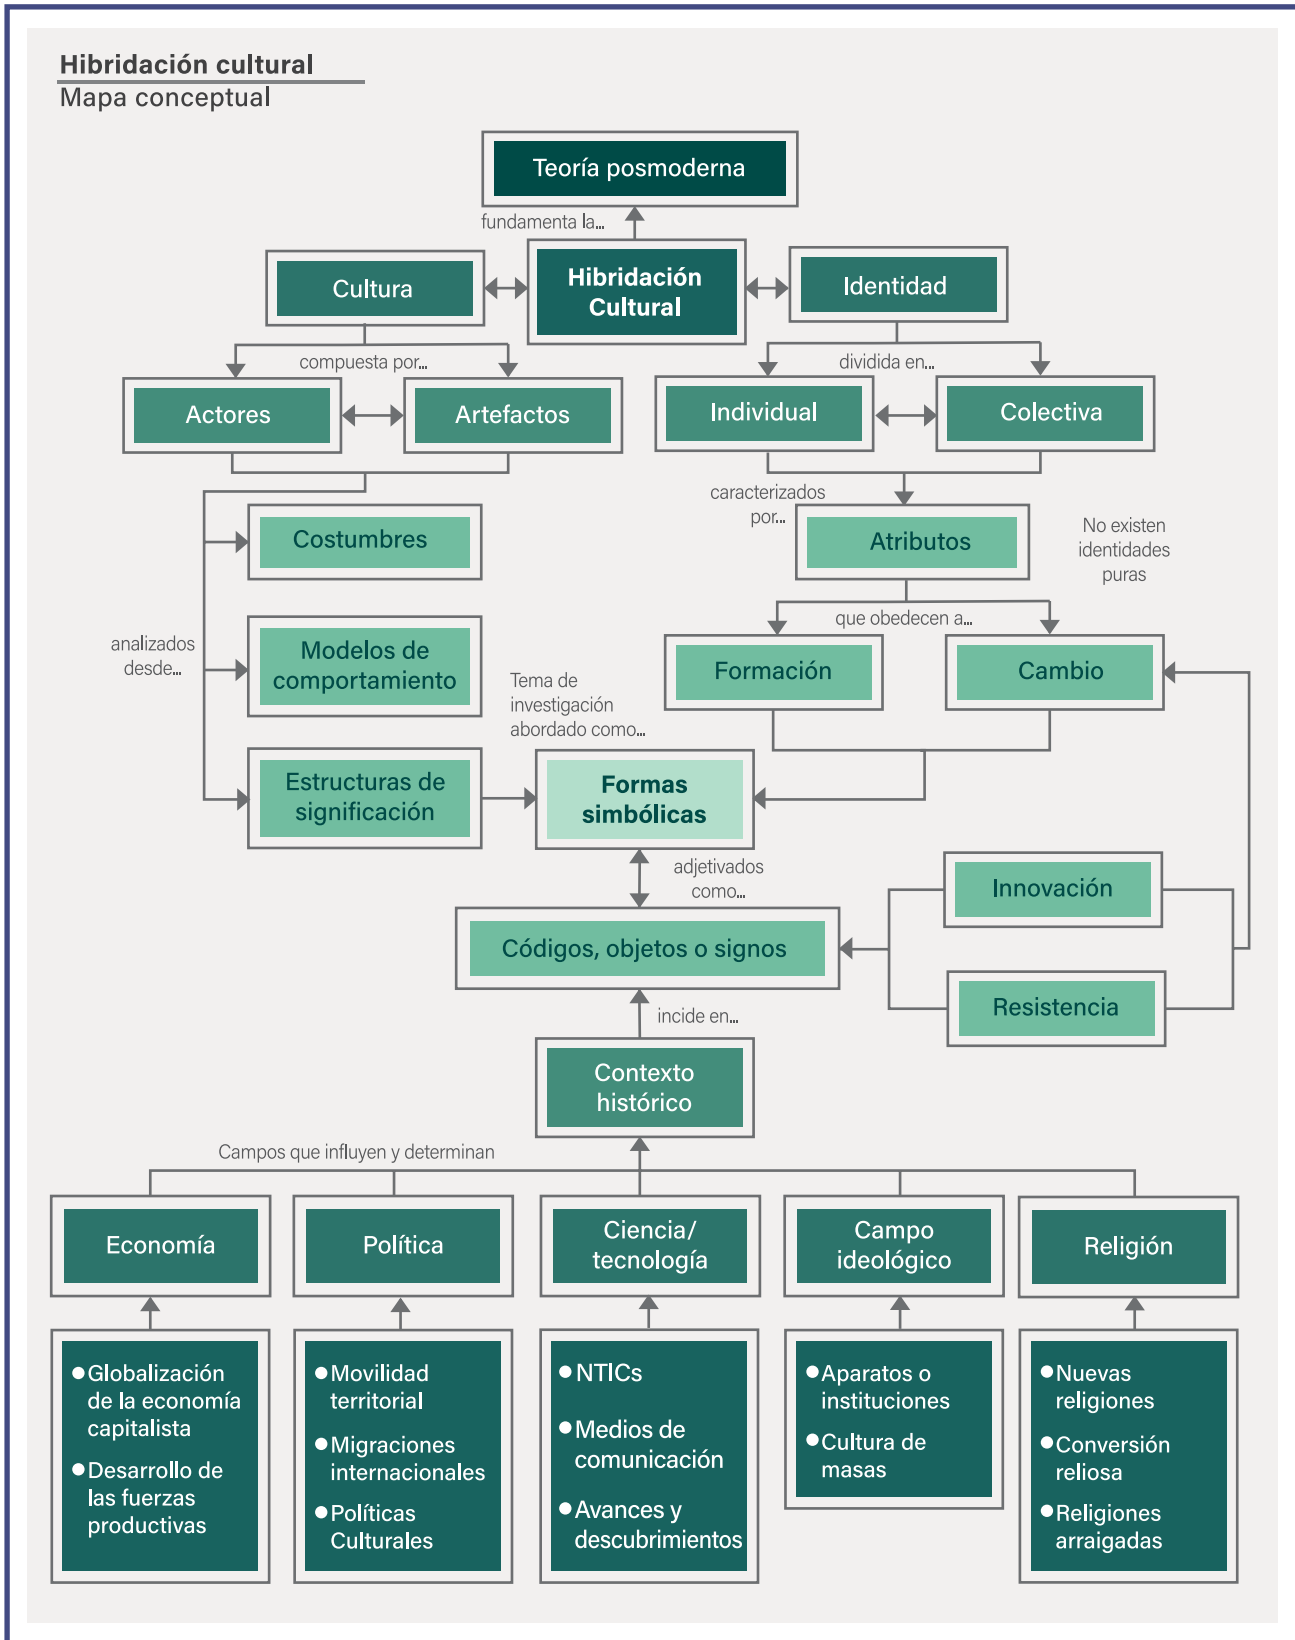 Hibridación cultural
Mapa conceptual
Teoría posmoderna
fundamenta la...
Cultura
Hibridación
Cultural
Identidad
compuesta por...
dividida en...
Actores
Artefactos
Individual
Colectiva
caracterizados
por...
Costumbres
Atributos
No existen
identidades
puras
que obedecen a...
analizados
desde...
Modelos de
comportamiento
Formación
Cambio
Tema de
investigación
abordado como...
Estructuras de
significación
Formas
simbólicas
adjetivados
como...
Innovación
Códigos, objetos o signos
Resistencia
incide en...
Contexto
histórico
Campos que influyen y determinan
Economía
Política
Ciencia/
tecnología
Campo
ideológico
Religión
●Globalización
de la economía
capitalista
●Desarrollo de
las fuerzas
productivas
●Movilidad
territorial
●Migraciones
internacionales
●Políticas
Culturales
●NTICs
●Medios de
comunicación
●Avances y
descubrimientos
●Aparatos o
instituciones
●Cultura de
masas
●Nuevas
religiones
●Conversión
reliosa
●Religiones
arraigadas